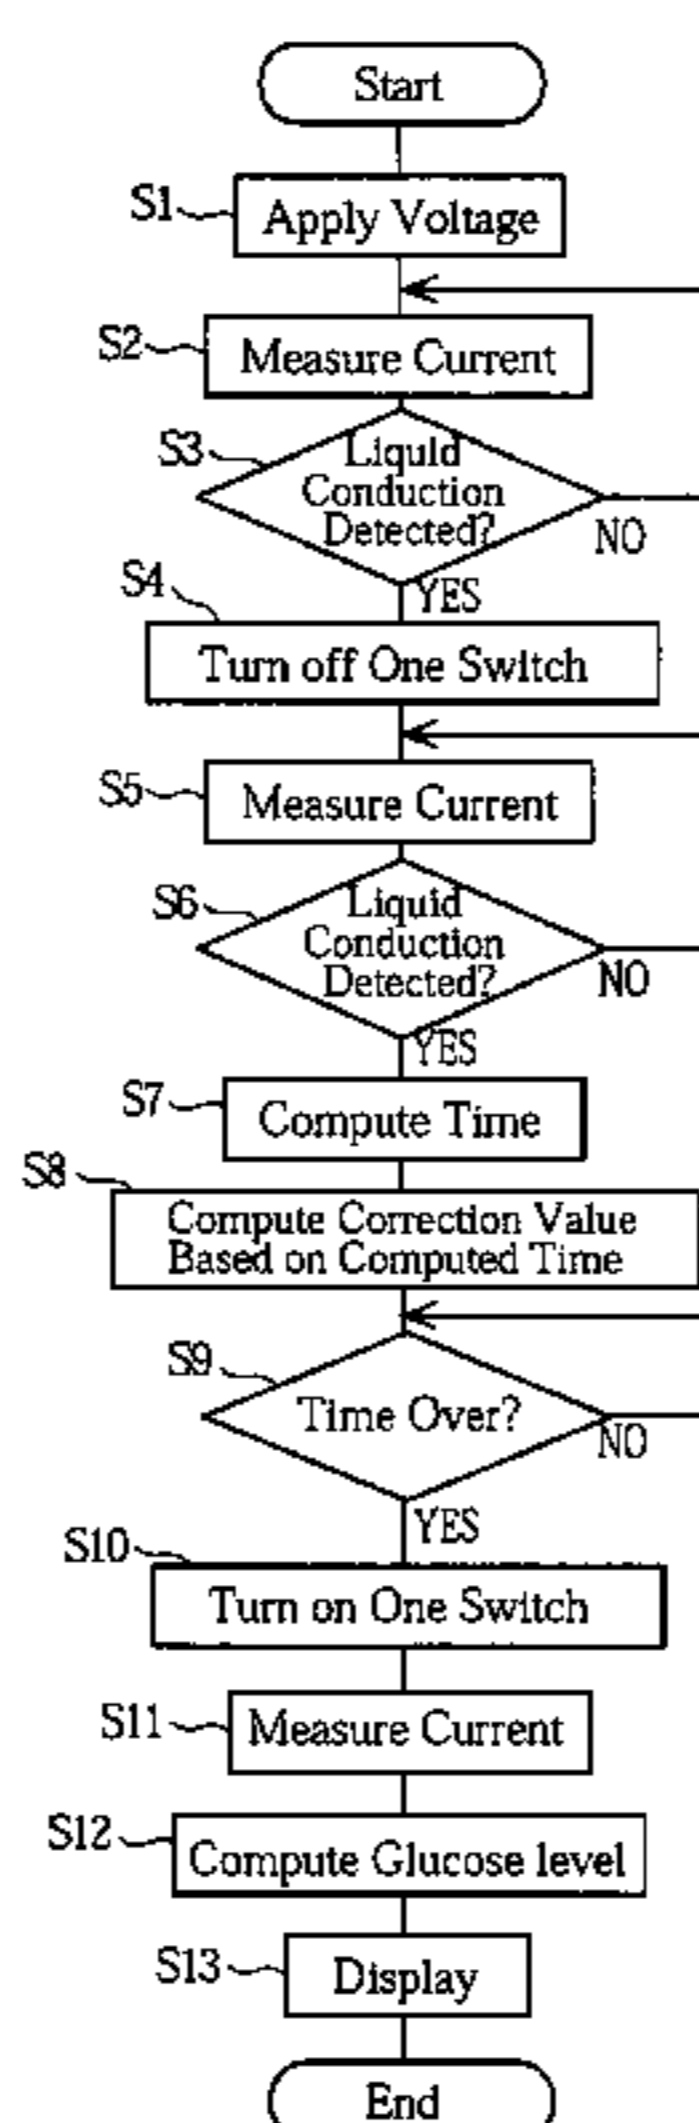 Start
S1
Apply Voltage
S2
Measure Current
S3
Liquid
Conduction
Detected?
NO
YES
S4
Turn off One Switch
S5
Measure Current
S6
Liquid
Conduction
Detected?
NO
YES
S7
Compute Time
S8
Compute Correction Value
Based on Computed Time
S9
Time Over?
NO
YES
S10
Turn on One Switch
S11
Measure Current
S12
Compute Glucose level
S13
Display
End